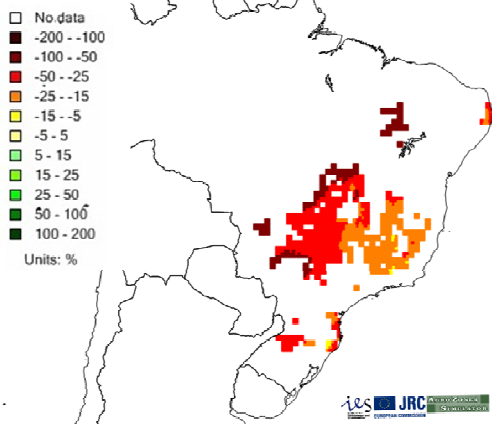 No data
-200 - -100
-100 - -50
-50 - -25
-25 - -15
-15 - -5
-5 - 5
5 - 15
15 - 25
25 - 50
50 - 100
100 - 200
Units: %
ies JRC
EUROPEAN COMMISSION
SIMULATOR